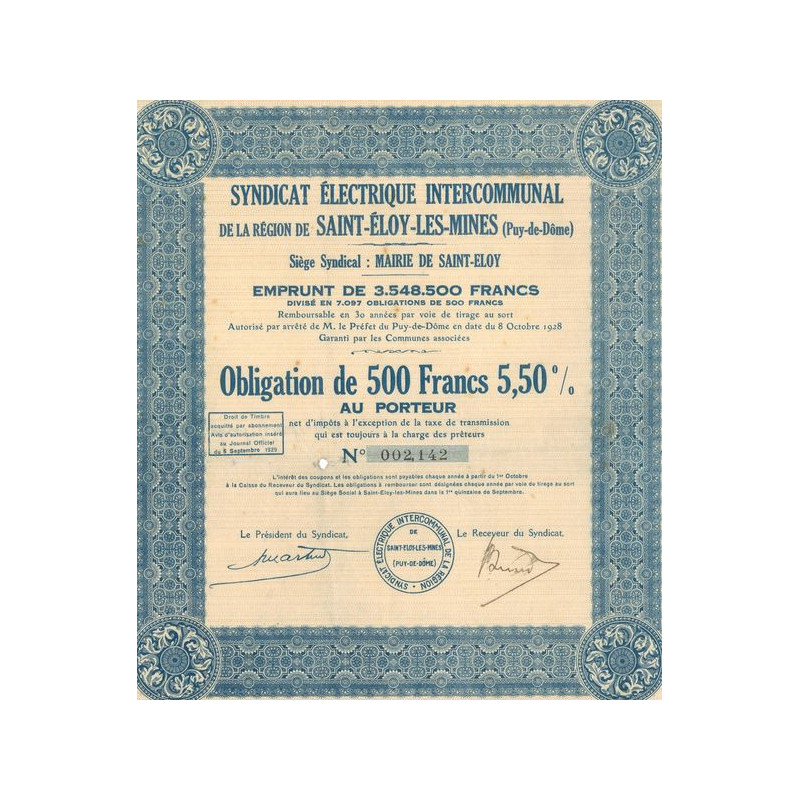 SYNDICAT ÉLECTRIQUE INTERCOMMUNAL
DE LA RÉGION DE SAINT-ÉLOY-LES-MINES (Puy-de-Dôme)
Siège Syndical : MAIRIE DE SAINT-ELOY
EMPRUNT DE 3.548.500 FRANCS
DIVISÉ EN 7.097 OBLIGATIONS DE 500 FRANCS
Remboursable en 30 années par voie de tirage au sort
Autorisé par arrêté de M. le Préfet du Puy-de-Dôme en date du 8 Octobre 1928
Garanti par les Communes associées
Obligation de 500 Francs 5,50 %
AU PORTEUR
Droit de Timbre
acquitté par abonnement
Avis d'autorisation inséré
au Journal Officiel
du 8 Septembre 1929
net d'impôts à l'exception de la taxe de transmission
qui est toujours à la charge des prêteurs
N° 002,142
L'intérêt des coupons et les obligations sont payables chaque année à partir du 1er Octobre
à la Caisse du Receveur du Syndicat. Les obligations à rembourser sont désignées chaque année par voie de tirage au sort
qui aura lieu au Siège Social à Saint-Eloy-les-Mines dans la 1re quinzaine de Septembre.
Le Président du Syndicat,
Le Receveur du Syndicat,
SYNDICAT ÉLECTRIQUE INTERCOMMUNAL DE LA RÉGION
DE
SAINT-ELOY-LES-MINES
(PUY-DE-DÔME)